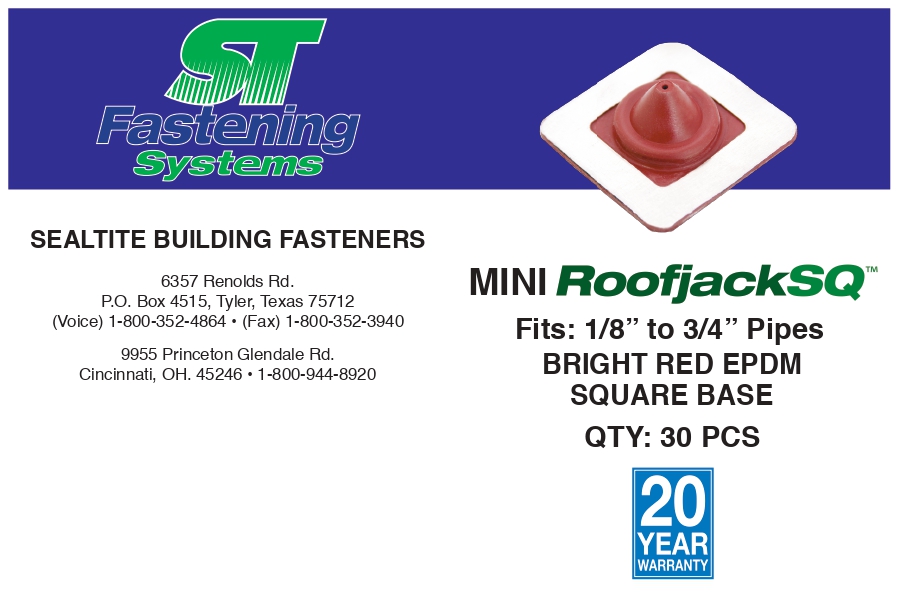 ST
Fastening
Systems
SEALTITE BUILDING FASTENERS
6357 Renolds Rd.
P.O. Box 4515, Tyler, Texas 75712
(Voice) 1-800-352-4864 • (Fax) 1-800-352-3940
9955 Princeton Glendale Rd.
Cincinnati, OH. 45246 • 1-800-944-8920
MINI RoofjackSQ™
Fits: 1/8” to 3/4” Pipes
BRIGHT RED EPDM
SQUARE BASE
QTY: 30 PCS
20
YEAR
WARRANTY